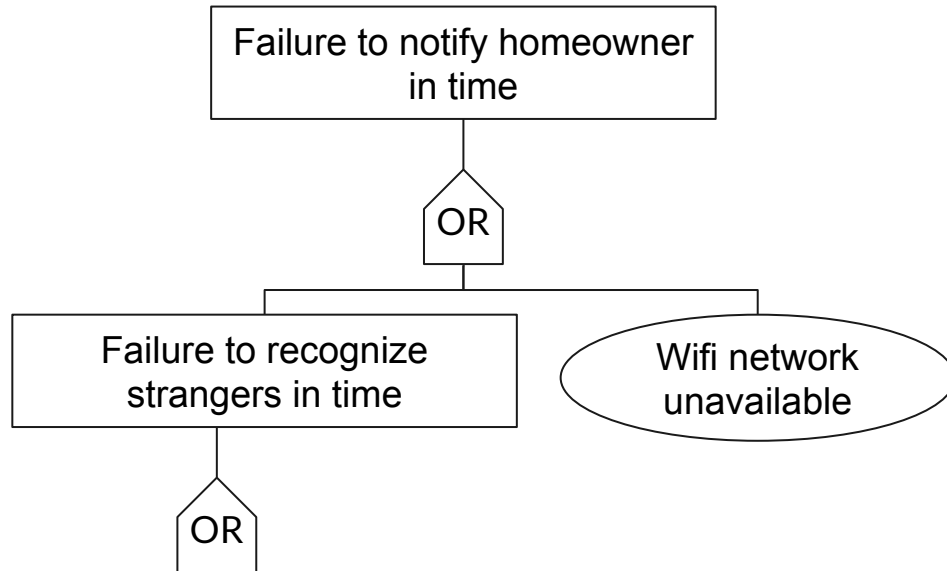 Failure to notify homeowner
in time
OR
Failure to recognize
strangers in time
Wifi network
unavailable
OR